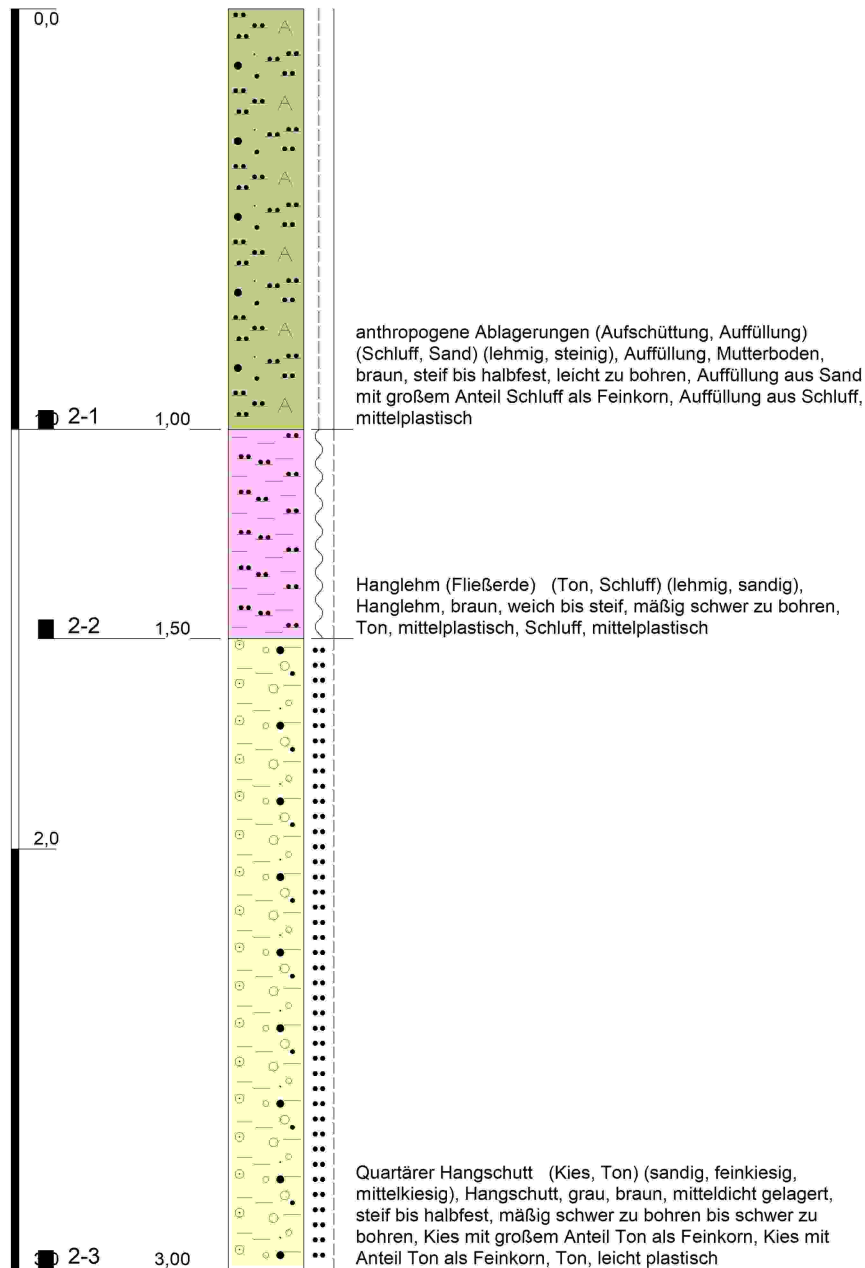 0,0
A
A
A
A
A
A
anthropogene Ablagerungen (Aufschüttung, Auffüllung)
(Schluff, Sand) (lehmig, steinig), Auffüllung, Mutterboden,
braun, steif bis halbfest, leicht zu bohren, Auffüllung aus Sand
mit großem Anteil Schluff als Feinkorn, Auffüllung aus Schluff,
mittelplastisch
2-1 1,00
Hanglehm (Fließerde) (Ton, Schluff) (lehmig, sandig),
Hanglehm, braun, weich bis steif, mäßig schwer zu bohren,
Ton, mittelplastisch, Schluff, mittelplastisch
2-2 1,50
2,0
Quartärer Hangschutt (Kies, Ton) (sandig, feinkiesig,
mittelkiesig), Hangschutt, grau, braun, mitteldicht gelagert,
steif bis halbfest, mäßig schwer zu bohren bis schwer zu
bohren, Kies mit großem Anteil Ton als Feinkorn, Kies mit
Anteil Ton als Feinkorn, Ton, leicht plastisch
2-3 3,00